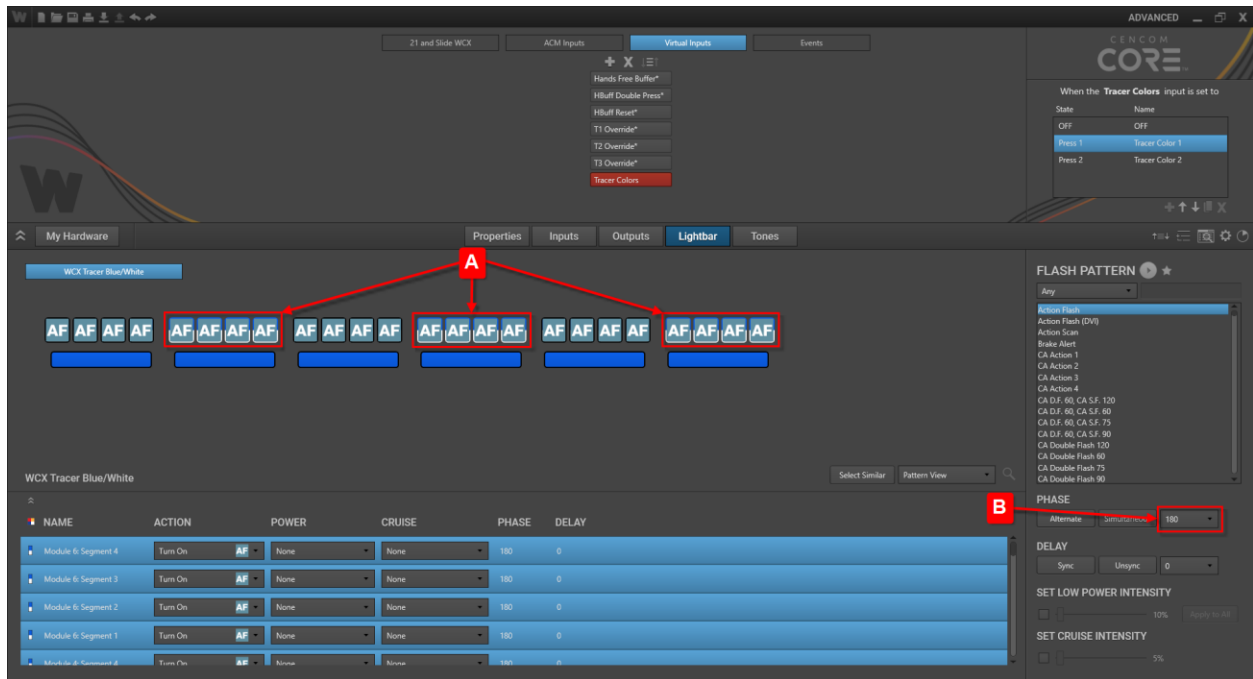 W
ADVANCED
21 and Slide WCX ACM Inputs Virtual Inputs Events
Hands Free Buffer*
HBuff Double Press*
HBuff Reset*
T1 Override*
T2 Override*
T3 Override*
Tracer Colors
W
CENCOM
CORE
When the Tracer Colors input is set to
State Name
OFF OFF
Press 1 Tracer Color 1
Press 2 Tracer Color 2
My Hardware Properties Inputs Outputs Lightbar Tones
WCX Tracer Blue/White
A
AF AF AF AF AF AF AF AF AF AF AF AF AF AF AF AF AF AF AF AF AF AF AF AF
FLASH PATTERN
Any
Action Flash
Action Flash (DVI)
Action Scan
Brake Alert
CA Action 1
CA Action 2
CA Action 3
CA Action 4
CA D.F. 60, CA S.F. 120
CA D.F. 60, CA S.F. 60
CA D.F. 60, CA S.F. 75
CA D.F. 60, CA S.F. 90
CA Double Flash 120
CA Double Flash 60
CA Double Flash 75
CA Double Flash 90
WCX Tracer Blue/White Select Similar Pattern View
NAME ACTION POWER CRUISE PHASE DELAY
Module 6: Segment 4 Turn On AF None None 180 0
Module 6: Segment 3 Turn On AF None None 180 0
Module 6: Segment 2 Turn On AF None None 180 0
Module 6: Segment 1 Turn On AF None None 180 0
Module 4: Segment 4 Turn On AF None None 180 0
B
PHASE
Alternate Simultaneous 180
DELAY
Sync Unsync 0
SET LOW POWER INTENSITY
10% Apply to All
SET CRUISE INTENSITY
5%